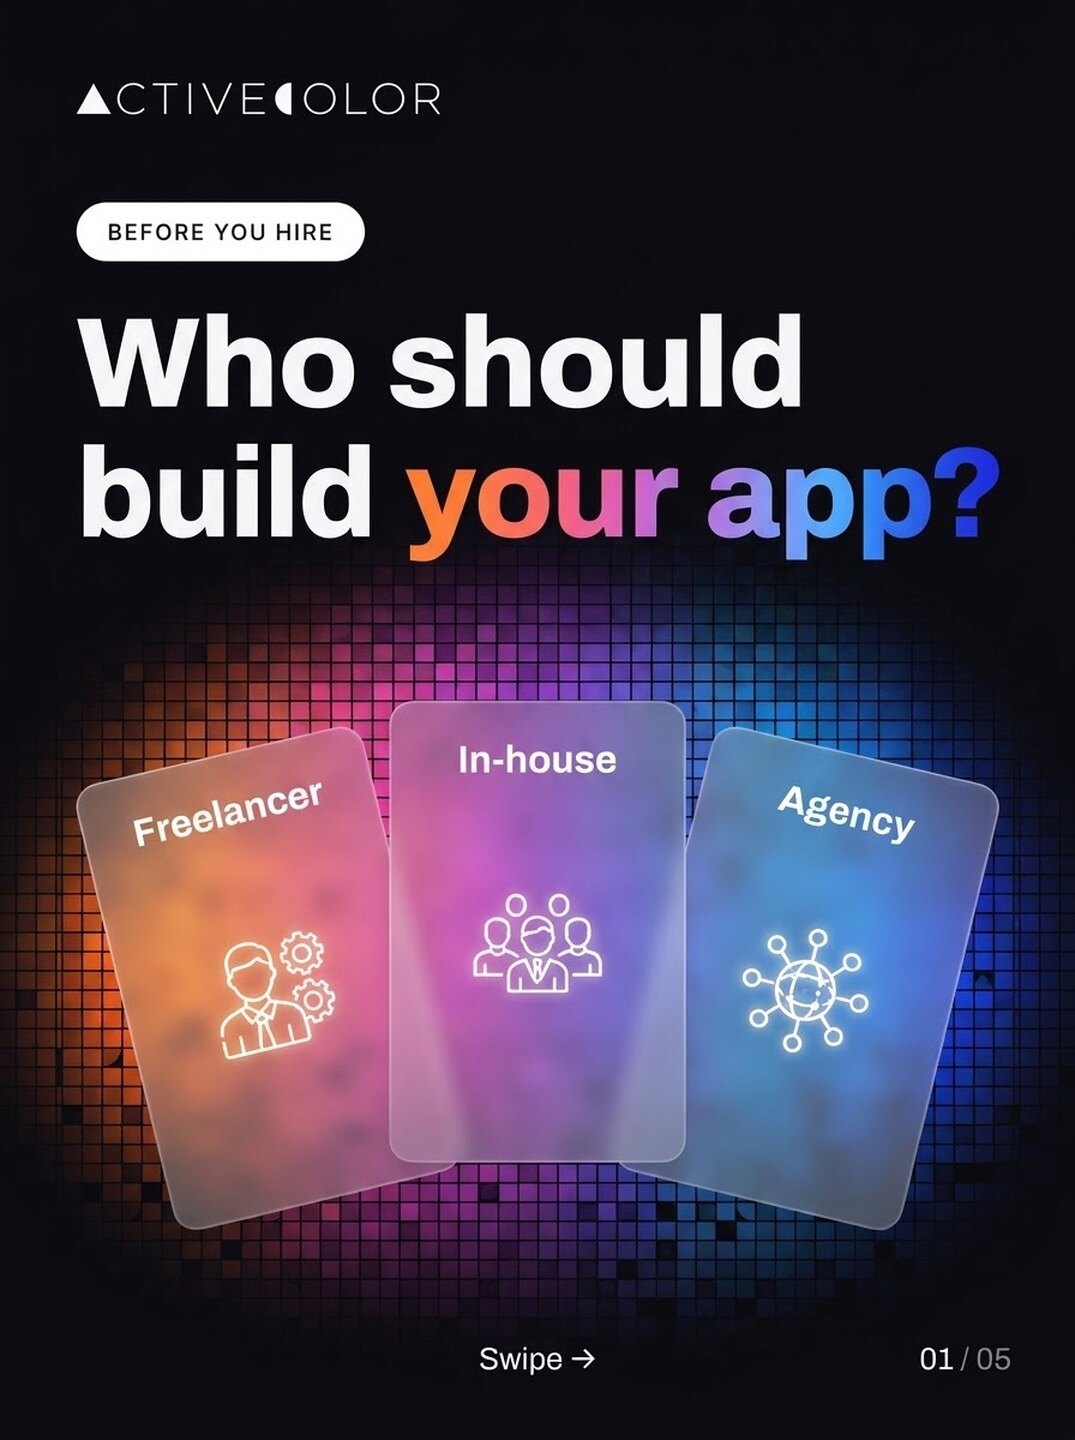 ACTIVECOLOR
BEFORE YOU HIRE
Who should
build your app?
Freelancer
In-house
Agency
Swipe →
01 / 05